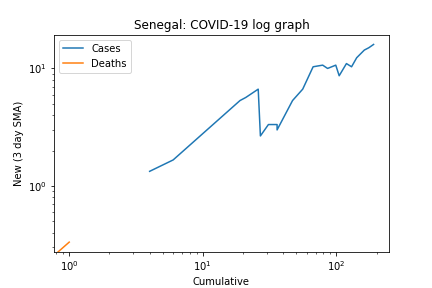 Senegal: COVID-19 log graph
Cases
Deaths
New (3 day SMA)
10¹
10⁰
10⁰
10¹
10²
Cumulative